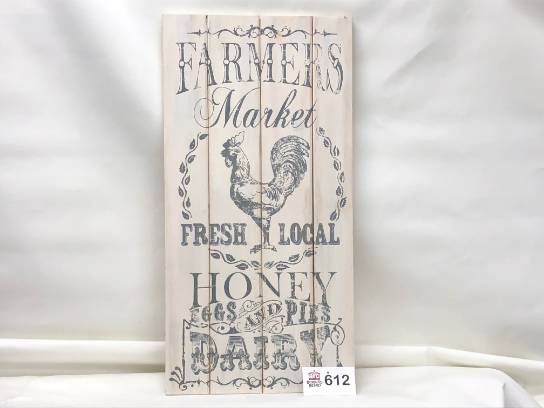 FARMERS
Market
FRESH LOCAL
HONEY
EGGS AND PIES
DAIRY
612